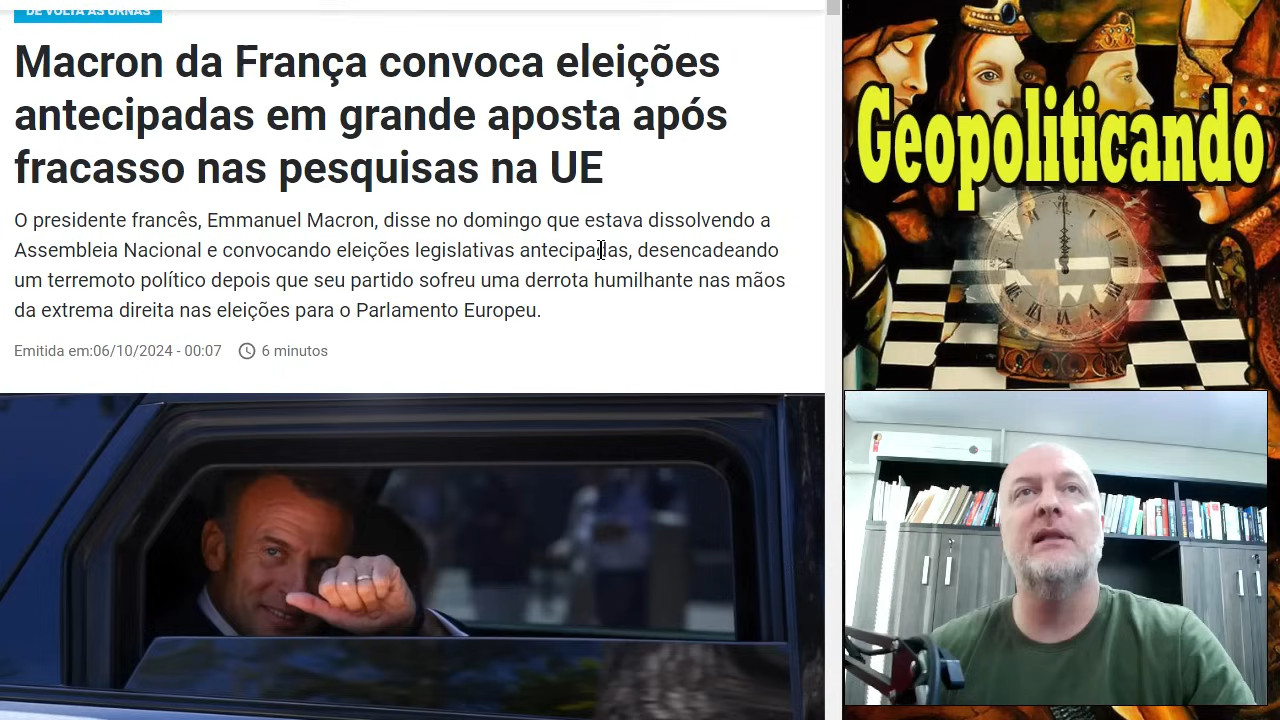 DE VOLTA ÀS URNAS
Macron da França convoca eleições
antecipadas em grande aposta após
fracasso nas pesquisas na UE
O presidente francês, Emmanuel Macron, disse no domingo que estava dissolvendo a
Assembleia Nacional e convocando eleições legislativas antecipadas, desencadeando
um terremoto político depois que seu partido sofreu uma derrota humilhante nas mãos
da extrema direita nas eleições para o Parlamento Europeu.
Emitida em:06/10/2024 - 00:07 6 minutos
Geopoliticando